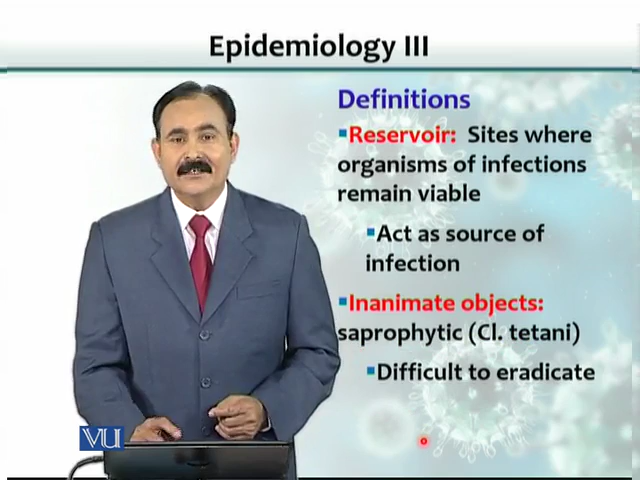 Epidemiology III
Definitions
▪Reservoir: Sites where
organisms of infections
remain viable
▪Act as source of
infection
▪Inanimate objects:
saprophytic (Cl. tetani)
▪Difficult to eradicate
VU